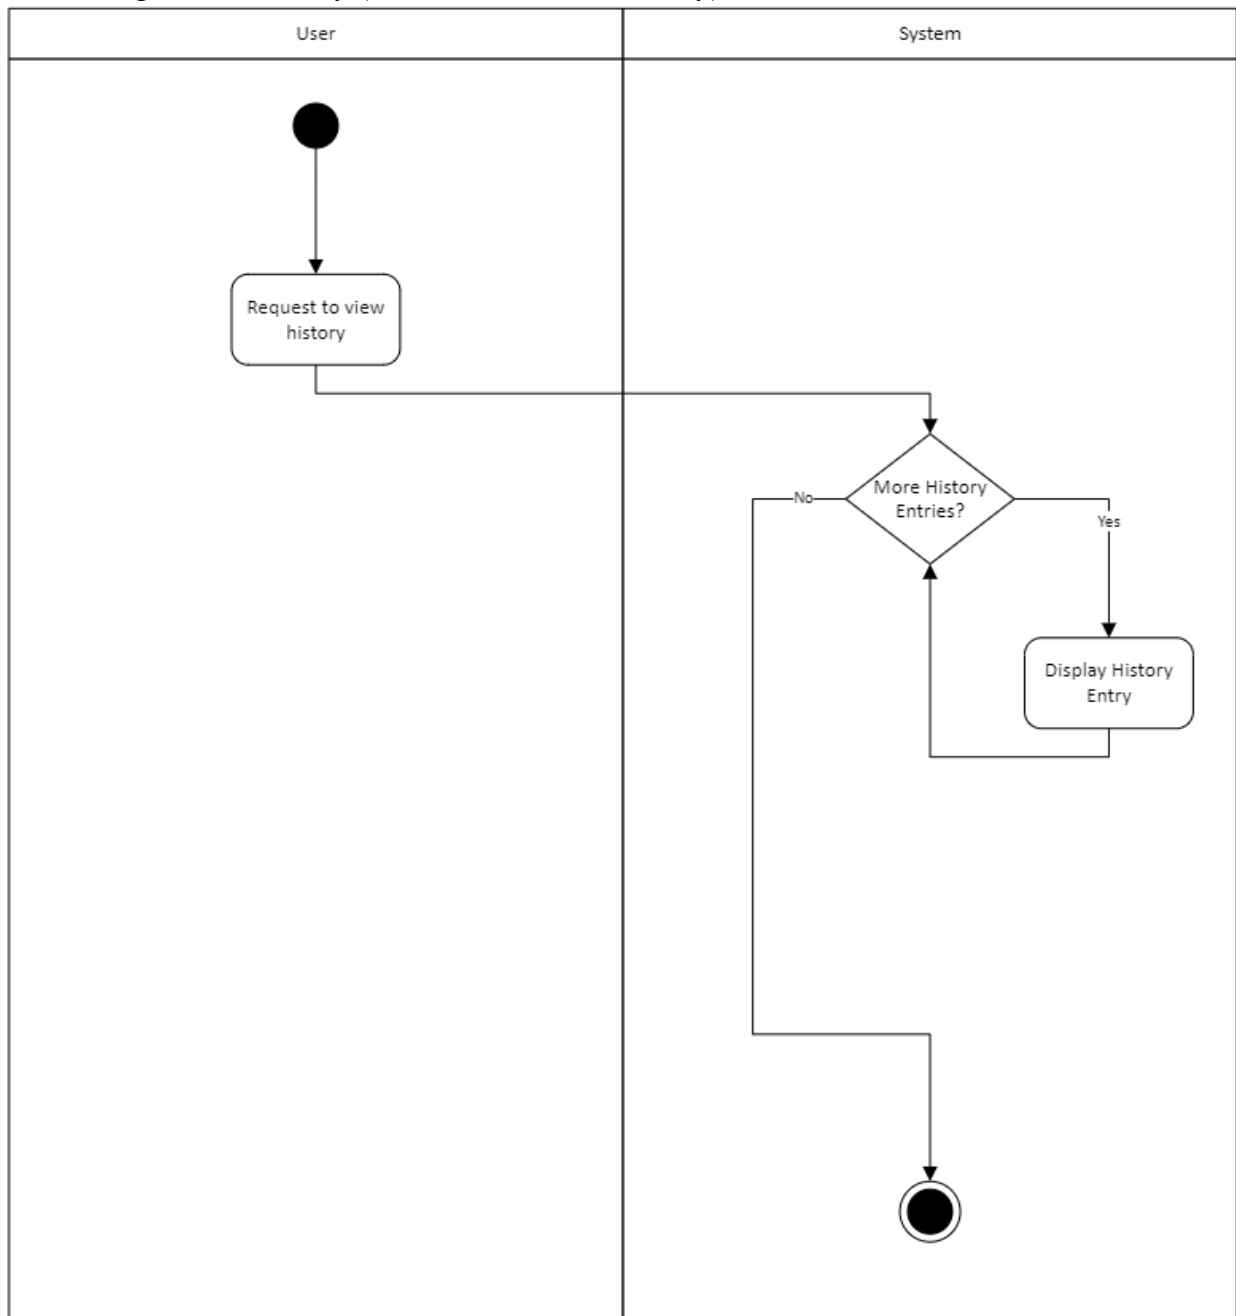 User
System
Request to view
history
More History
Entries?
No
Yes
Display History
Entry